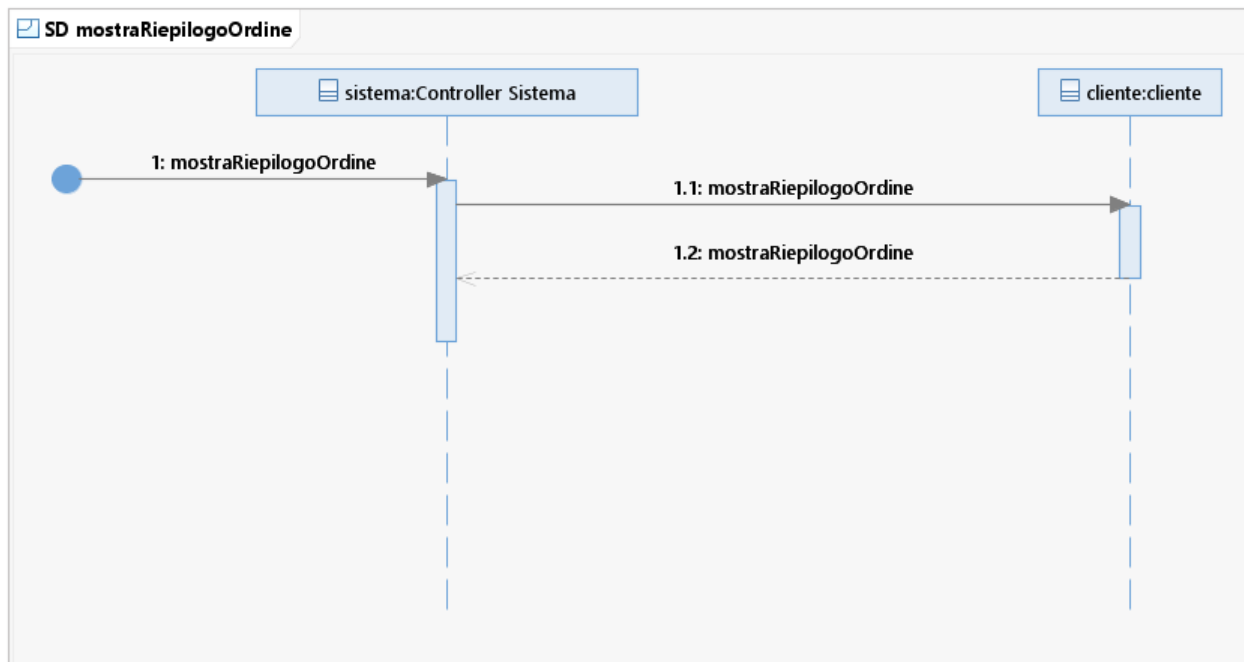 SD mostraRiepilogoOrdine
sistema:Controller Sistema
cliente:cliente
1: mostraRiepilogoOrdine
1.1: mostraRiepilogoOrdine
1.2: mostraRiepilogoOrdine